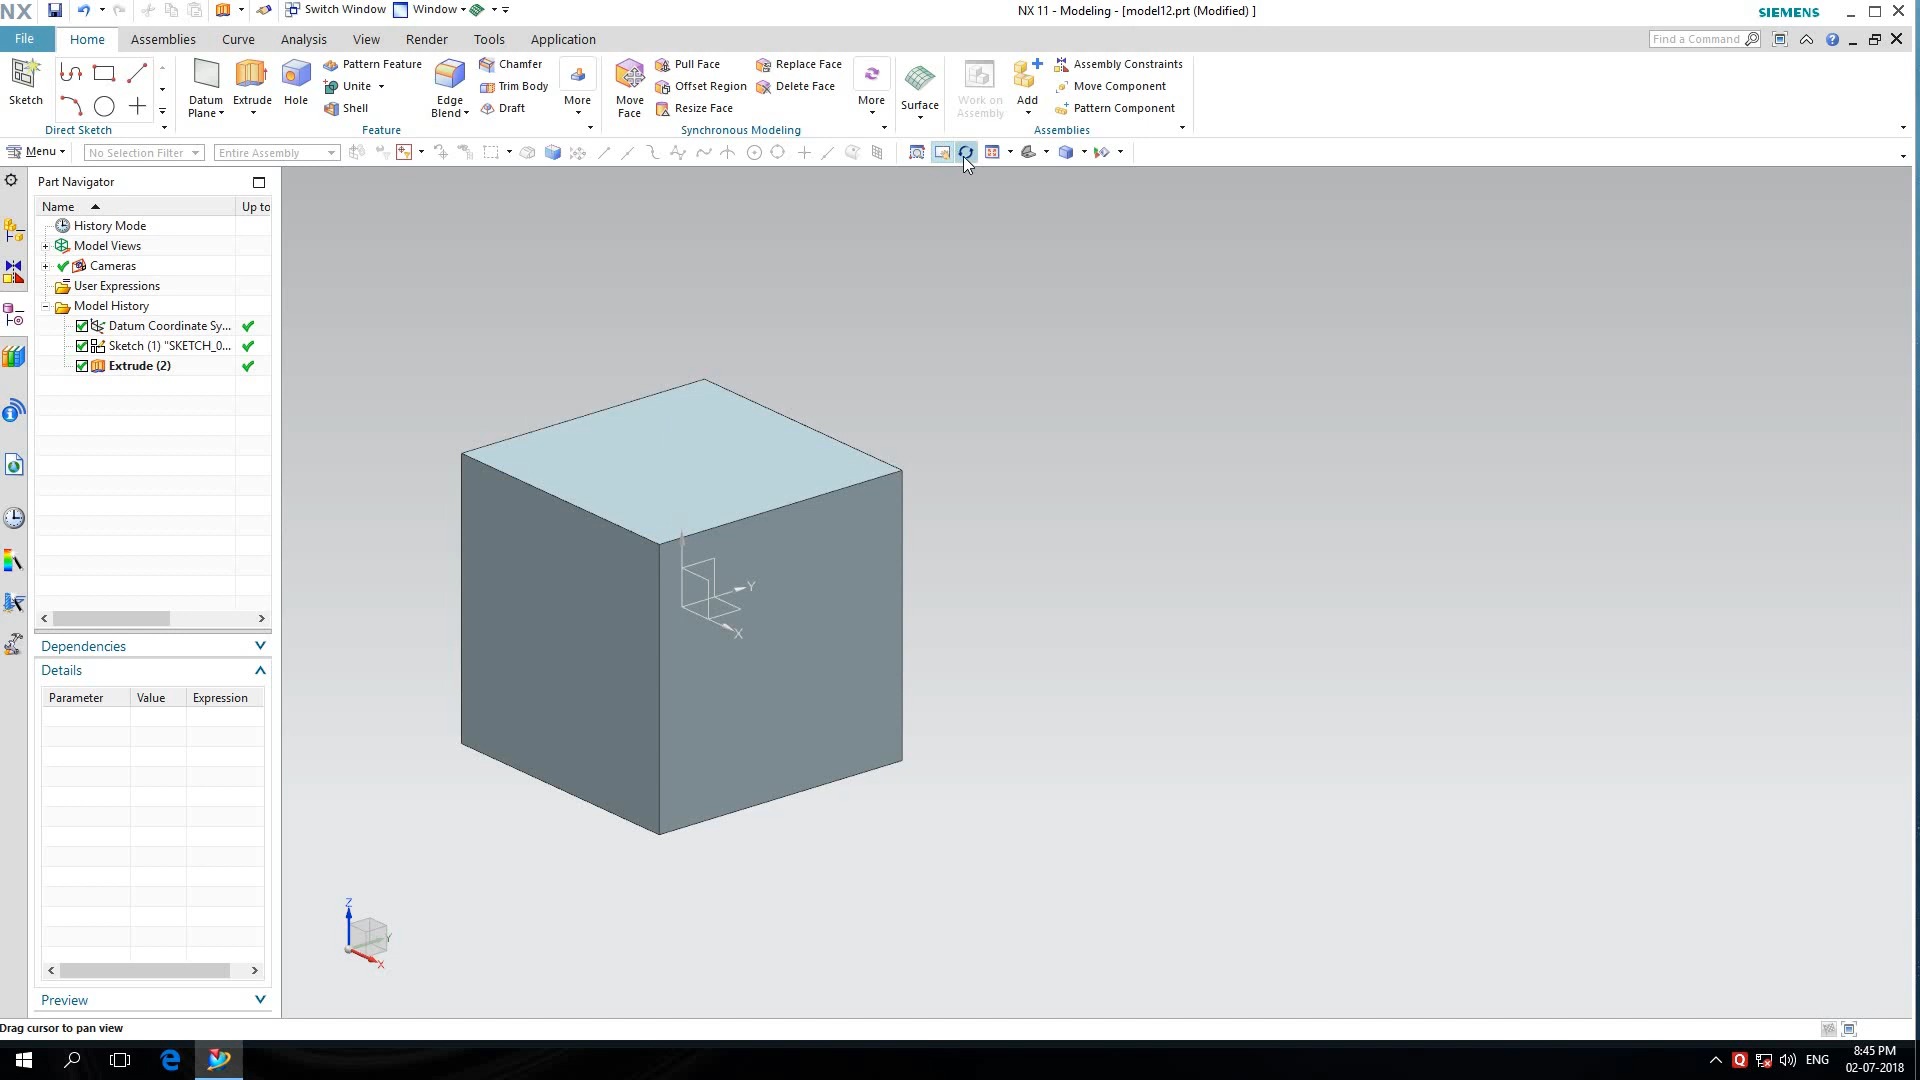 NX
Switch Window
Window
NX 11 - Modeling - [model12.prt (Modified) ]
SIEMENS
File
Home
Assemblies
Curve
Analysis
View
Render
Tools
Application
Find a Command
Sketch
Datum
Plane
Extrude
Hole
Pattern Feature
Unite
Shell
Edge
Blend
Chamfer
Trim Body
Draft
More
Move
Face
Pull Face
Offset Region
Resize Face
Replace Face
Delete Face
More
Surface
Work on
Assembly
Add
Assembly Constraints
Move Component
Pattern Component
Direct Sketch
Feature
Synchronous Modeling
Assemblies
Menu
No Selection Filter
Entire Assembly
Part Navigator
Name
Up to
History Mode
Model Views
Cameras
User Expressions
Model History
Datum Coordinate Sy...
Sketch (1) "SKETCH_0...
Extrude (2)
Dependencies
Details
Parameter
Value
Expression
Preview
Y
X
Z
Y
X
Drag cursor to pan view
ENG
8:45 PM
02-07-2018